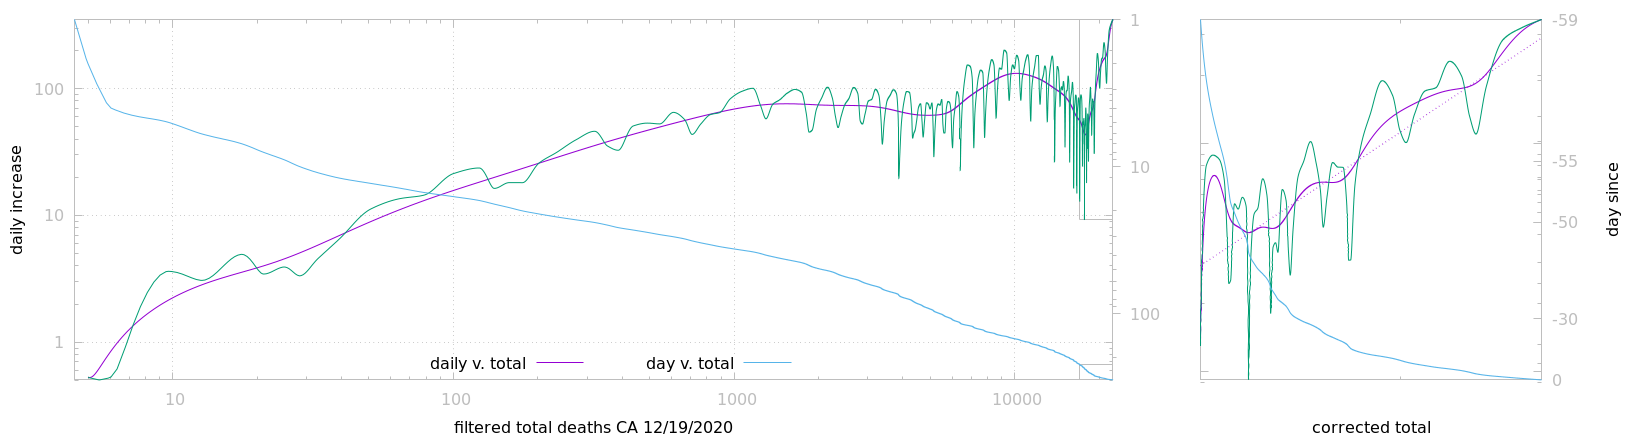 daily increase
100
10
1
daily v. total
day v. total
10
100
1000
10000
filtered total deaths CA 12/19/2020
1
10
100
-59
-55
-50
-30
0
day since
corrected total